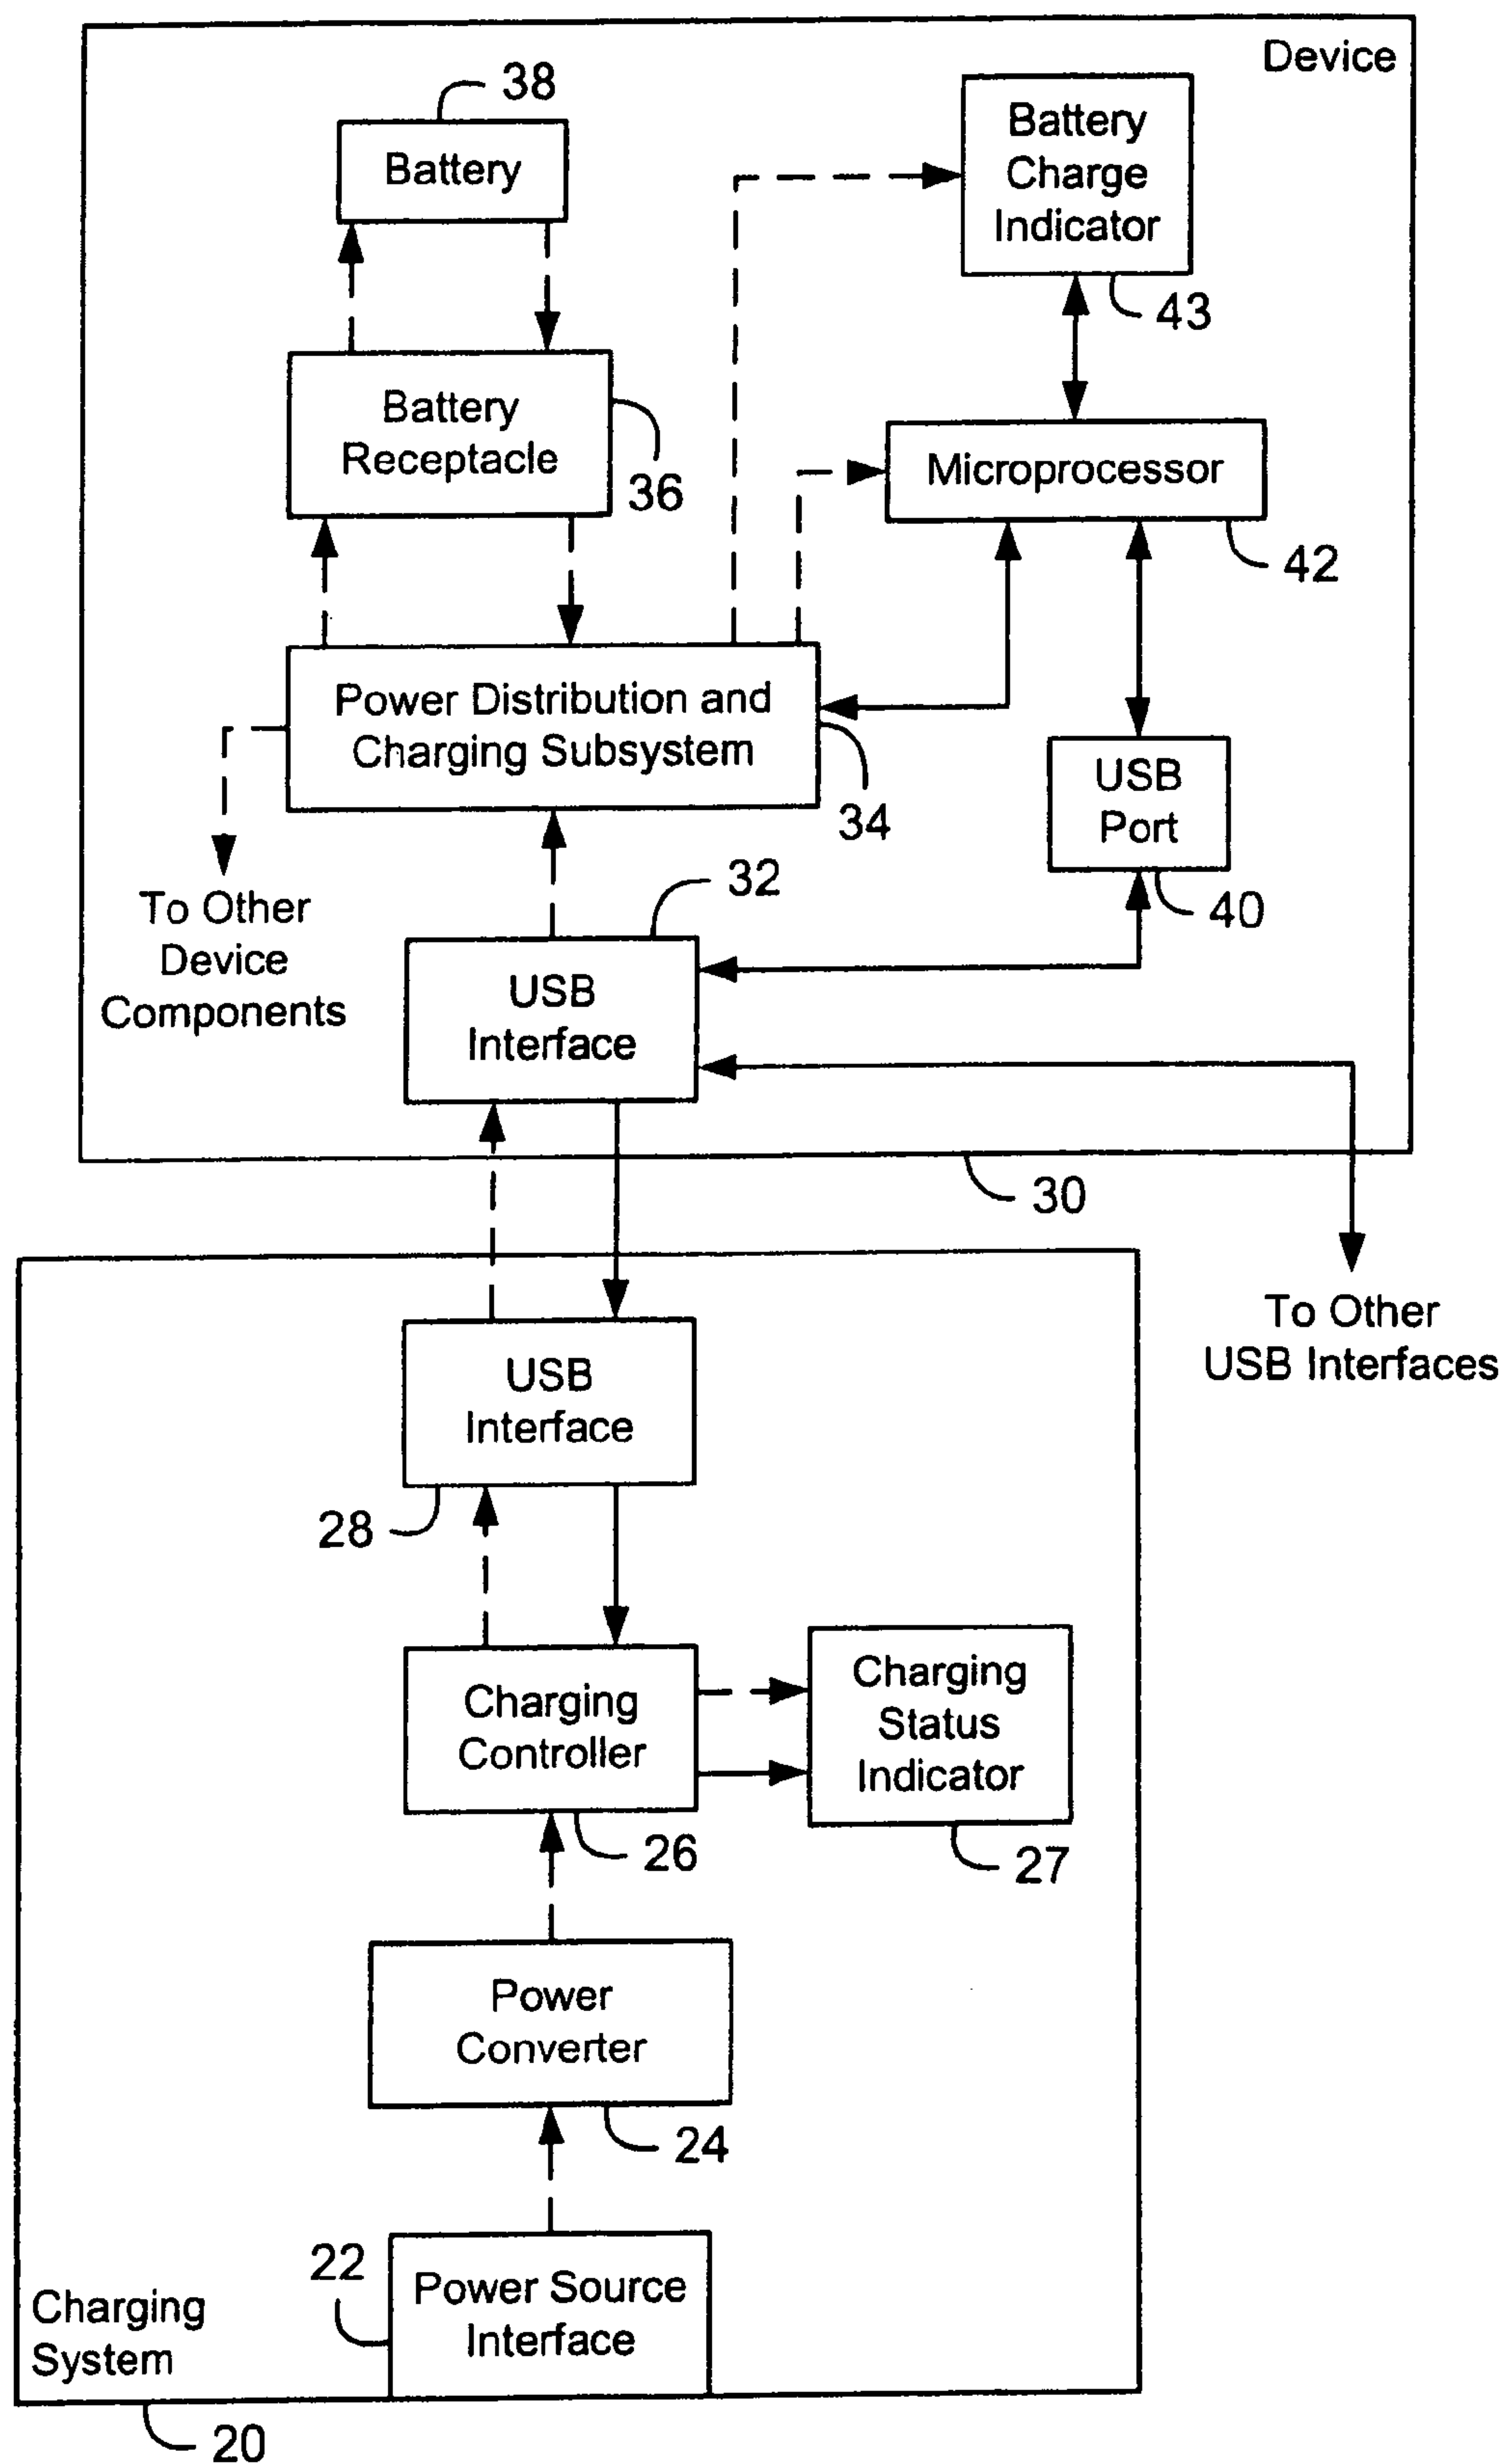 Device
38
Battery
Battery
Charge
Indicator
43
Battery
Receptacle
36
Microprocessor
42
Power Distribution and
Charging Subsystem
34
USB
Port
40
To Other
Device
Components
32
USB
Interface
30
To Other
USB Interfaces
USB
Interface
28
Charging
Controller
26
Charging
Status
Indicator
27
Power
Converter
24
22
Power Source
Interface
Charging
System
20